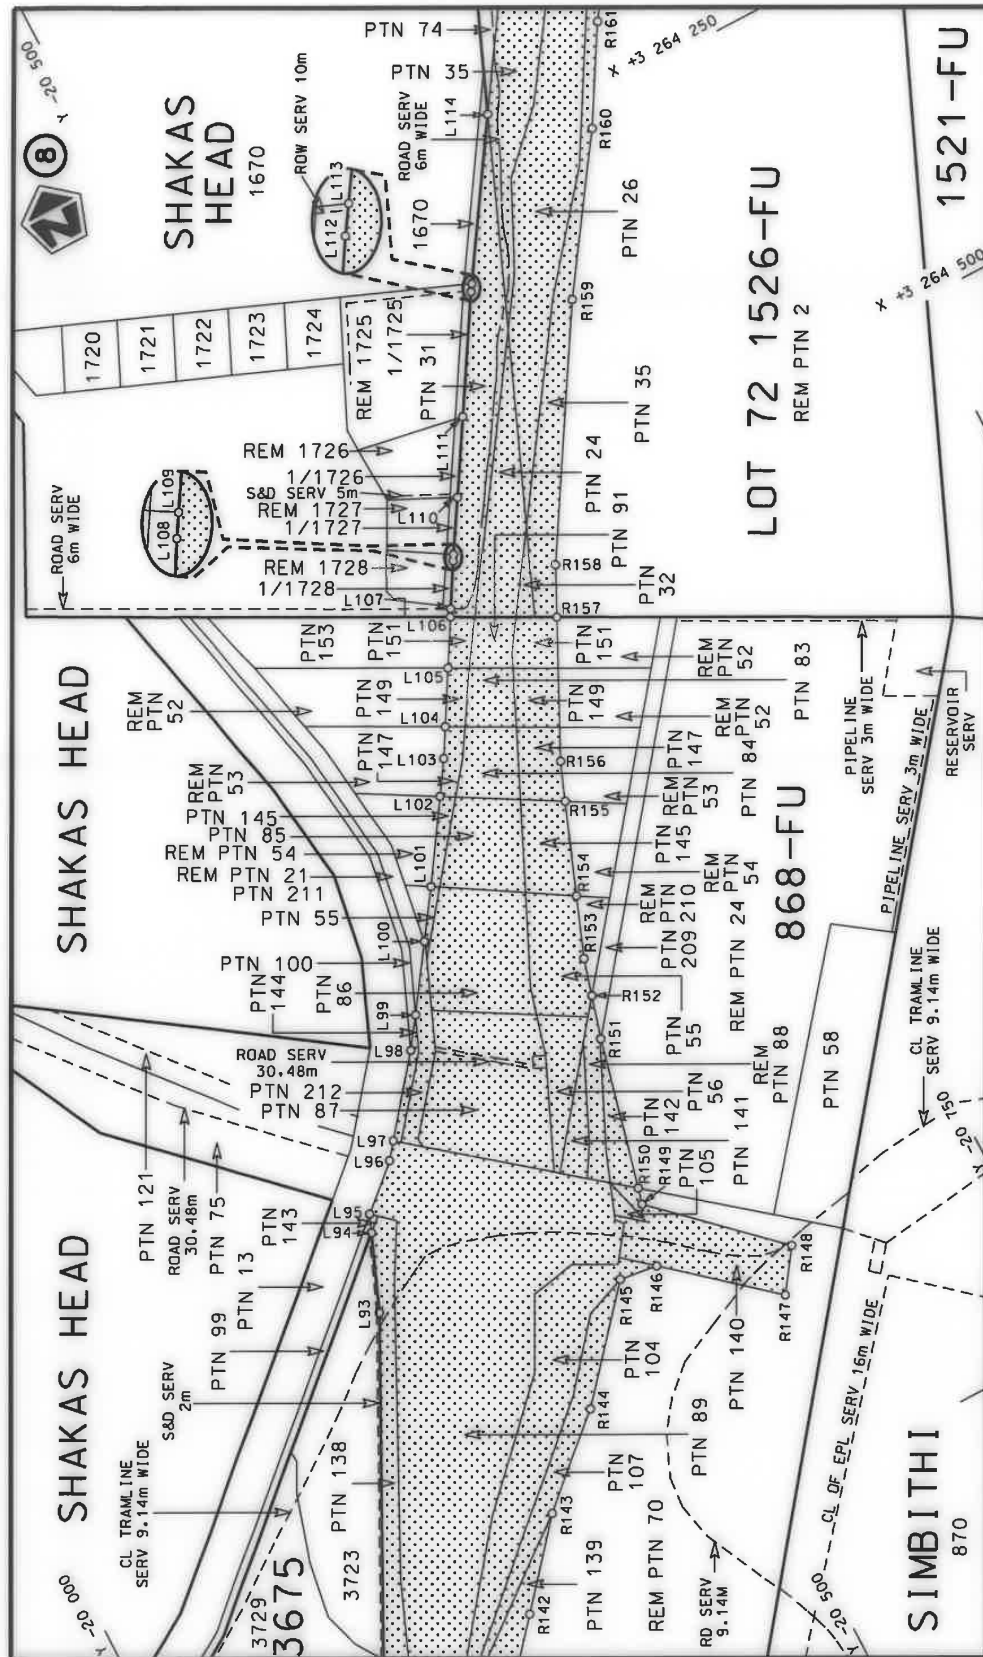 Y -20 500
8
SHAKAS
HEAD
1670
ROW SERV 10m
L112
L113
PTN 74
PTN 35
L114
ROAD SERV
6m WIDE
1670
R161
X +3 264 250
R160
PTN 26
R159
1521-FU
X +3 264 500
LOT 72 1526-FU
REM PTN 2
1720
1721
1722
1723
1724
REM 1725
1/1725
PTN 31
L111
REM 1726
1/1726
S&D SERV 5m
REM 1727
1/1727
L110
L108
L109
ROAD SERV
6m WIDE
REM 1728
1/1728
L107
L106
PTN 35
PTN 24
PTN 91
R158
PTN
32
R157
SHAKAS HEAD
PTN
153
PTN
151
L105
PTN
149
L104
REM
PTN
52
PTN
147
L103
REM
PTN
53
L102
PTN 145
PTN 85
REM PTN 54
L101
REM PTN 21
PTN 211
PTN 55
L100
PTN 100
PTN
144
PTN
86
L99
L98
ROAD SERV
30,48m
PTN 212
PTN 87
L97
L96
PTN
151
REM
PTN
52
PTN 83
PTN
149
REM
PTN
52
PTN
147
PTN 84
R156
REM
PTN
53
R155
PTN
145
R154
REM
PTN
54
REM
PTN
210
PTN
209
R153
REM PTN 24
R152
PTN
55
R151
PTN
56
REM
PTN 88
PTN
142
PTN 141
R150
R149
PTN
105
868-FU
PTN 58
PIPELINE
SERV 3m WIDE
RESERVOIR
SERV
PIPELINE SERV 3m WIDE
CL TRAMLINE
SERV 9.14m WIDE
Y -20 750
SHAKAS HEAD
PTN 121
ROAD SERV
30.48m
PTN 75
PTN 13
PTN
143
L95
L94
PTN 99
L93
S&D SERV
2m
CL TRAMLINE
SERV 9.14m WIDE
PTN 138
3723
3729
3675
Y -20 000
R148
R147
R146
R145
PTN 140
PTN
104
R144
PTN 89
PTN
107
R143
REM PTN 70
PTN 139
R142
RD SERV
9.14M
CL OF EPL SERV 16m WIDE
Y -20 500
SIMBITHI
870